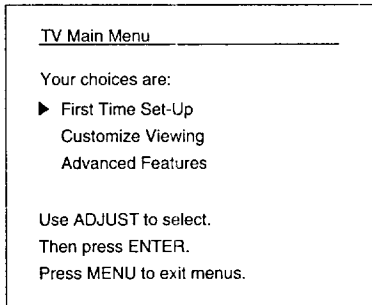 TV Main Menu
Your choices are:
▶ First Time Set-Up
Customize Viewing
Advanced Features
Use ADJUST to select.
Then press ENTER.
Press MENU to exit menus.